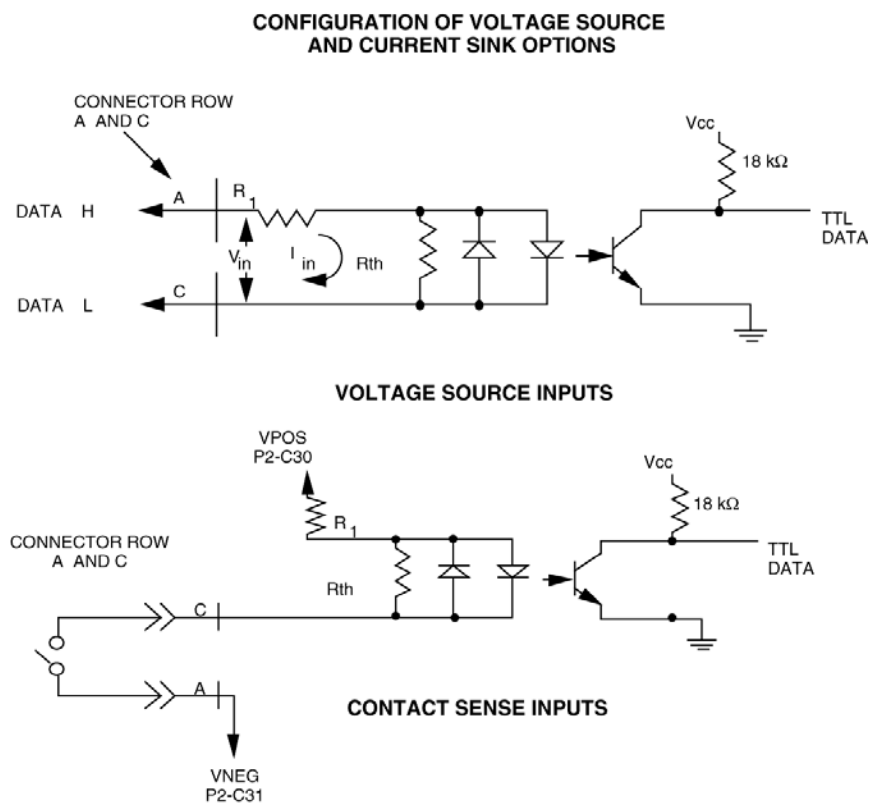 CONFIGURATION OF VOLTAGE SOURCE
AND CURRENT SINK OPTIONS
CONNECTOR ROW
A AND C
Vcc
18 kΩ
DATA H
A
R1
TTL
DATA
Vin
Iin
Rth
DATA L
C
VOLTAGE SOURCE INPUTS
VPOS
P2-C30
Vcc
18 kΩ
R1
CONNECTOR ROW
A AND C
TTL
DATA
Rth
C
A
CONTACT SENSE INPUTS
VNEG
P2-C31